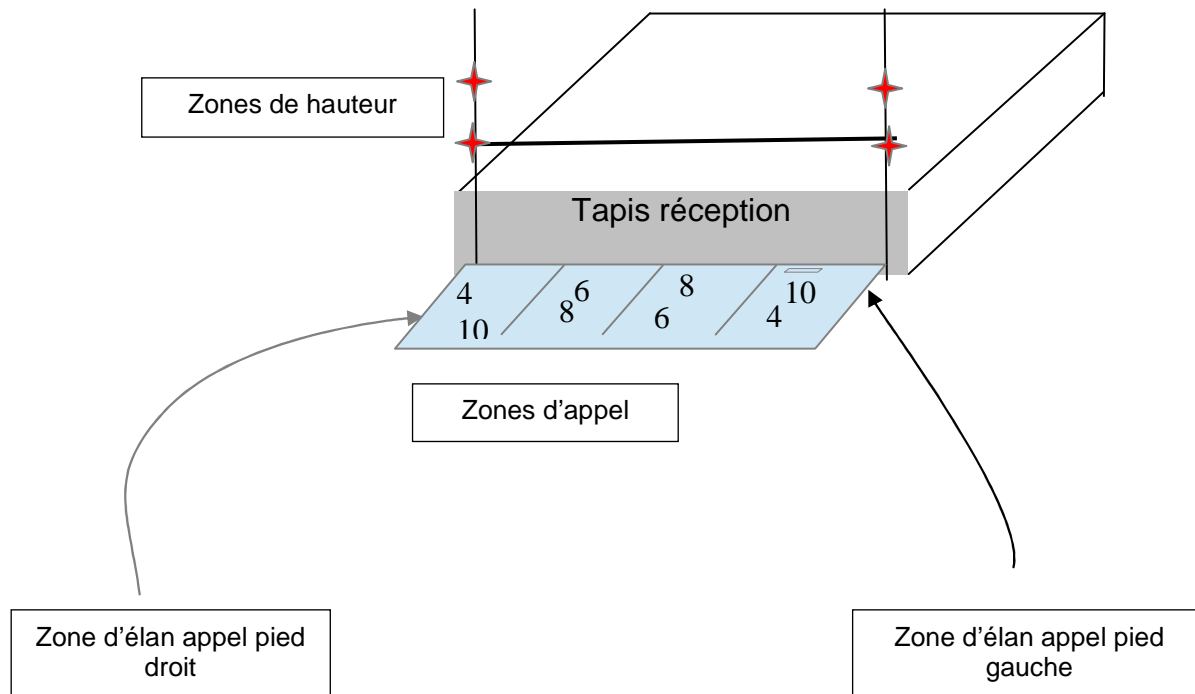 Zones de hauteur
Tapis réception
4 6 8 10
10 8 6 4
Zones d'appel
Zone d'élan appel pied
droit
Zone d'élan appel pied
gauche